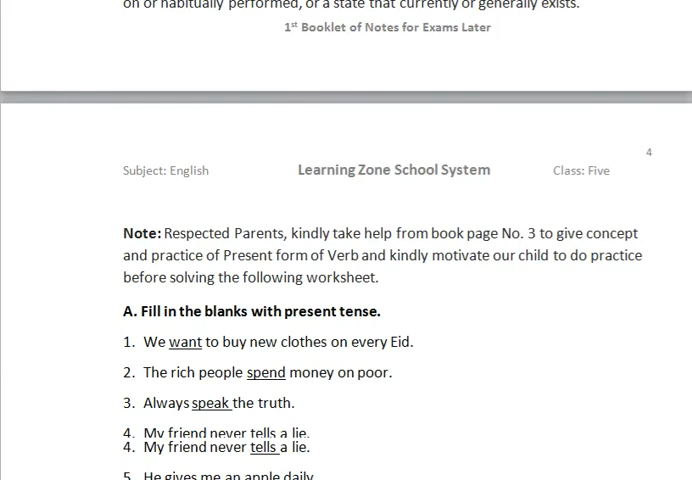 on or habitually performed, or a state that currently or generally exists.
1st Booklet of Notes for Exams Later
4
Subject: English Learning Zone School System Class: Five
Note: Respected Parents, kindly take help from book page No. 3 to give concept
and practice of Present form of Verb and kindly motivate our child to do practice
before solving the following worksheet.
A. Fill in the blanks with present tense.
1. We want to buy new clothes on every Eid.
2. The rich people spend money on poor.
3. Always speak the truth.
4. My friend never tells a lie.
4. My friend never tells a lie.
5. He gives me an apple daily.